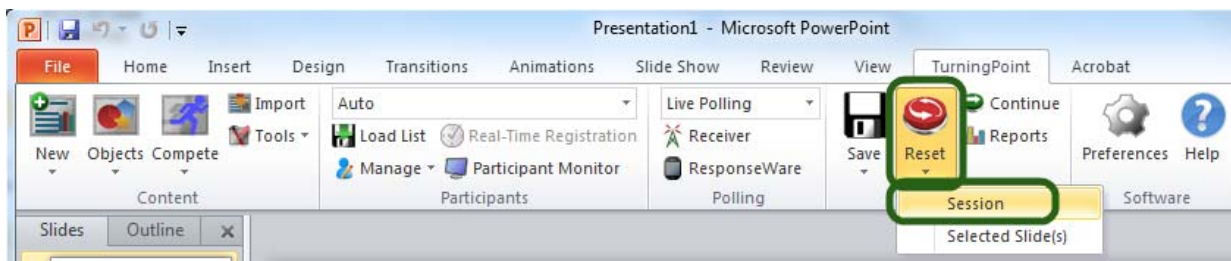 Presentation1 - Microsoft PowerPoint
File Home Insert Design Transitions Animations Slide Show Review View TurningPoint Acrobat
Import Auto Live Polling Continue
Tools Load List Real-Time Registration Receiver Reports
New Objects Compete Manage Participant Monitor ResponseWare Save Reset Preferences Help
Content Participants Polling Session Software
Slides Outline Selected Slide(s)